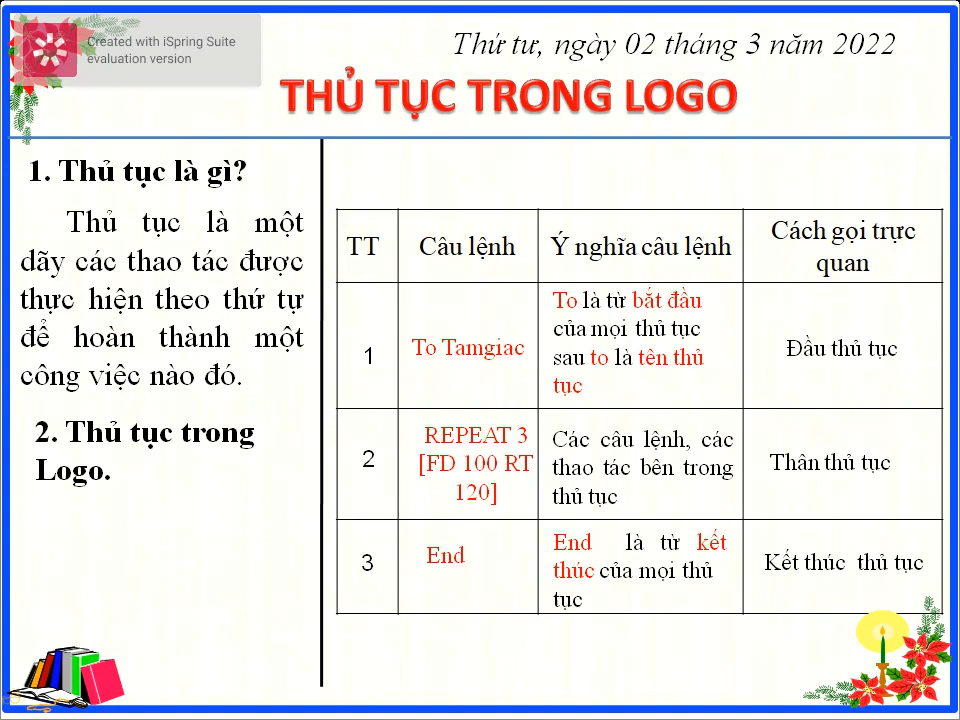 Created with iSpring Suite
evaluation version
Thứ tư, ngày 02 tháng 3 năm 2022
THỦ TỤC TRONG LOGO
1. Thủ tục là gì?
Thủ tục là một
dãy các thao tác được
thực hiện theo thứ tự
để hoàn thành một
công việc nào đó.
2. Thủ tục trong
Logo.
TT
Câu lệnh
Ý nghĩa câu lệnh
Cách gọi trực
quan
1
To Tamgiac
To là từ bắt đầu
của mọi thủ tục
sau to là tên thủ
tục
Đầu thủ tục
2
REPEAT 3
[FD 100 RT
120]
Các câu lệnh, các
thao tác bên trong
thủ tục
Thân thủ tục
3
End
End là từ kết
thúc của mọi thủ
tục
Kết thúc thủ tục